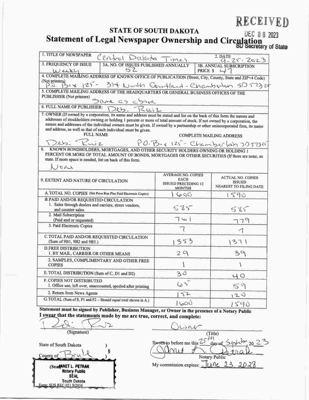 RECEIVED
DEC 08 2023
SD Secretary of State
STATE OF SOUTH DAKOTA
Statement of Legal Newspaper Ownership and Circulation
1. TITLE OF NEWSPAPER
Central Dakota Times
2. DATE
9-25-2023
3. FREQUENCY OF ISSUE
Weekly
3A. NO. OF ISSUES PUBLISHED ANNUALLY
52
3B. ANNUAL SUBSCRIPTION
PRICE $
4. COMPLETE MAILING ADDRESS OF KNOWN OFFICE OF PUBLICATION (Street, City, County, State and ZIP+4 Code)
(Not printers)
P.O. Box 125 - North Courtland - Chamberlain SD 57325
5. COMPLETE MAILING ADDRESS OF THE HEADQUARTERS OR GENERAL BUSINESS OFFICES OF THE
PUBLISHER (Not printer)
Same as above
6. FULL NAME OF PUBLISHER: Deb. Ruiz
7. OWNER (If owned by a corporation, its name and address must be stated and list on the back of this form the names and
addresses of stockholders owning or holding 1 percent or more of total amount of stock. If not owned by a corporation, the
names and addresses of the individual owners must be given. If owned by a partnership or other unincorporated firm, its name
and address, as well as that of each individual must be given.
FULL NAME
COMPLETE MAILING ADDRESS
Deb. Ruiz
P.O. Box 125 - Chamberlain SD 57325
8. KNOWN BONDHOLDERS, MORTGAGEES, AND OTHER SECURITY HOLDERS OWNING OR HOLDING 1
PERCENT OR MORE OF TOTAL AMOUNT OF BONDS, MORTGAGES OR OTHER SECURITIES (If there are none, so
state. If more space is needed, list on back of this form.
None
9. EXTENT AND NATURE OF CIRCULATION
AVERAGE NO. COPIES
EACH
ISSUED PRECEDING 12
MONTHS
ACTUAL NO. COPIES
ISSUED
NEAREST TO FILING DATE
A. TOTAL NO. COPIES (Net Press Run Plus Paid Electronic Copies)
1600
1590
B. PAID AND/OR REQUESTED CIRCULATION
1. Sales through dealers and carriers, street vendors,
and counter sales.
585
585
2. Mail Subscription
(Paid and or requested)
761
779
3. Paid Electronic Copies
7
7
C. TOTAL PAID AND/OR REQUESTED CIRCULATION
(Sum of 9B1, 9B2 and 9B3.)
1353
1371
D. FREE DISTRIBUTION
1. BY MAIL, CARRIER OR OTHER MEANS
29
39
2. SAMPLES, COMPLIMENTARY AND OTHER FREE
COPIES
1
1
E. TOTAL DISTRIBUTION (Sum of C, D1 and D2)
30
40
F. COPIES NOT DISTRIBUTED
1. Office use, left over, unaccounted, spoiled after printing
65
59
2. Return from News Agents
152
120
G. TOTAL (Sum of E, F1 and F2 – Should equal total shown in A.)
1600
1590
Statement must be signed by Publisher, Business Manager, or Owner in the presence of a Notary Public
I swear that the statements made by me are true, correct, and complete:
Deb Ruiz
Owner
(Signature)
(Title)
State of South Dakota )
Sworn to before me this 25th day of Sept 2023
County of Brule )
Janet L. Petrak
Notary Public
(Seal)
JANET L. PETRAK
Notary Public
SEAL
South Dakota
My commission expires: June 23, 2028